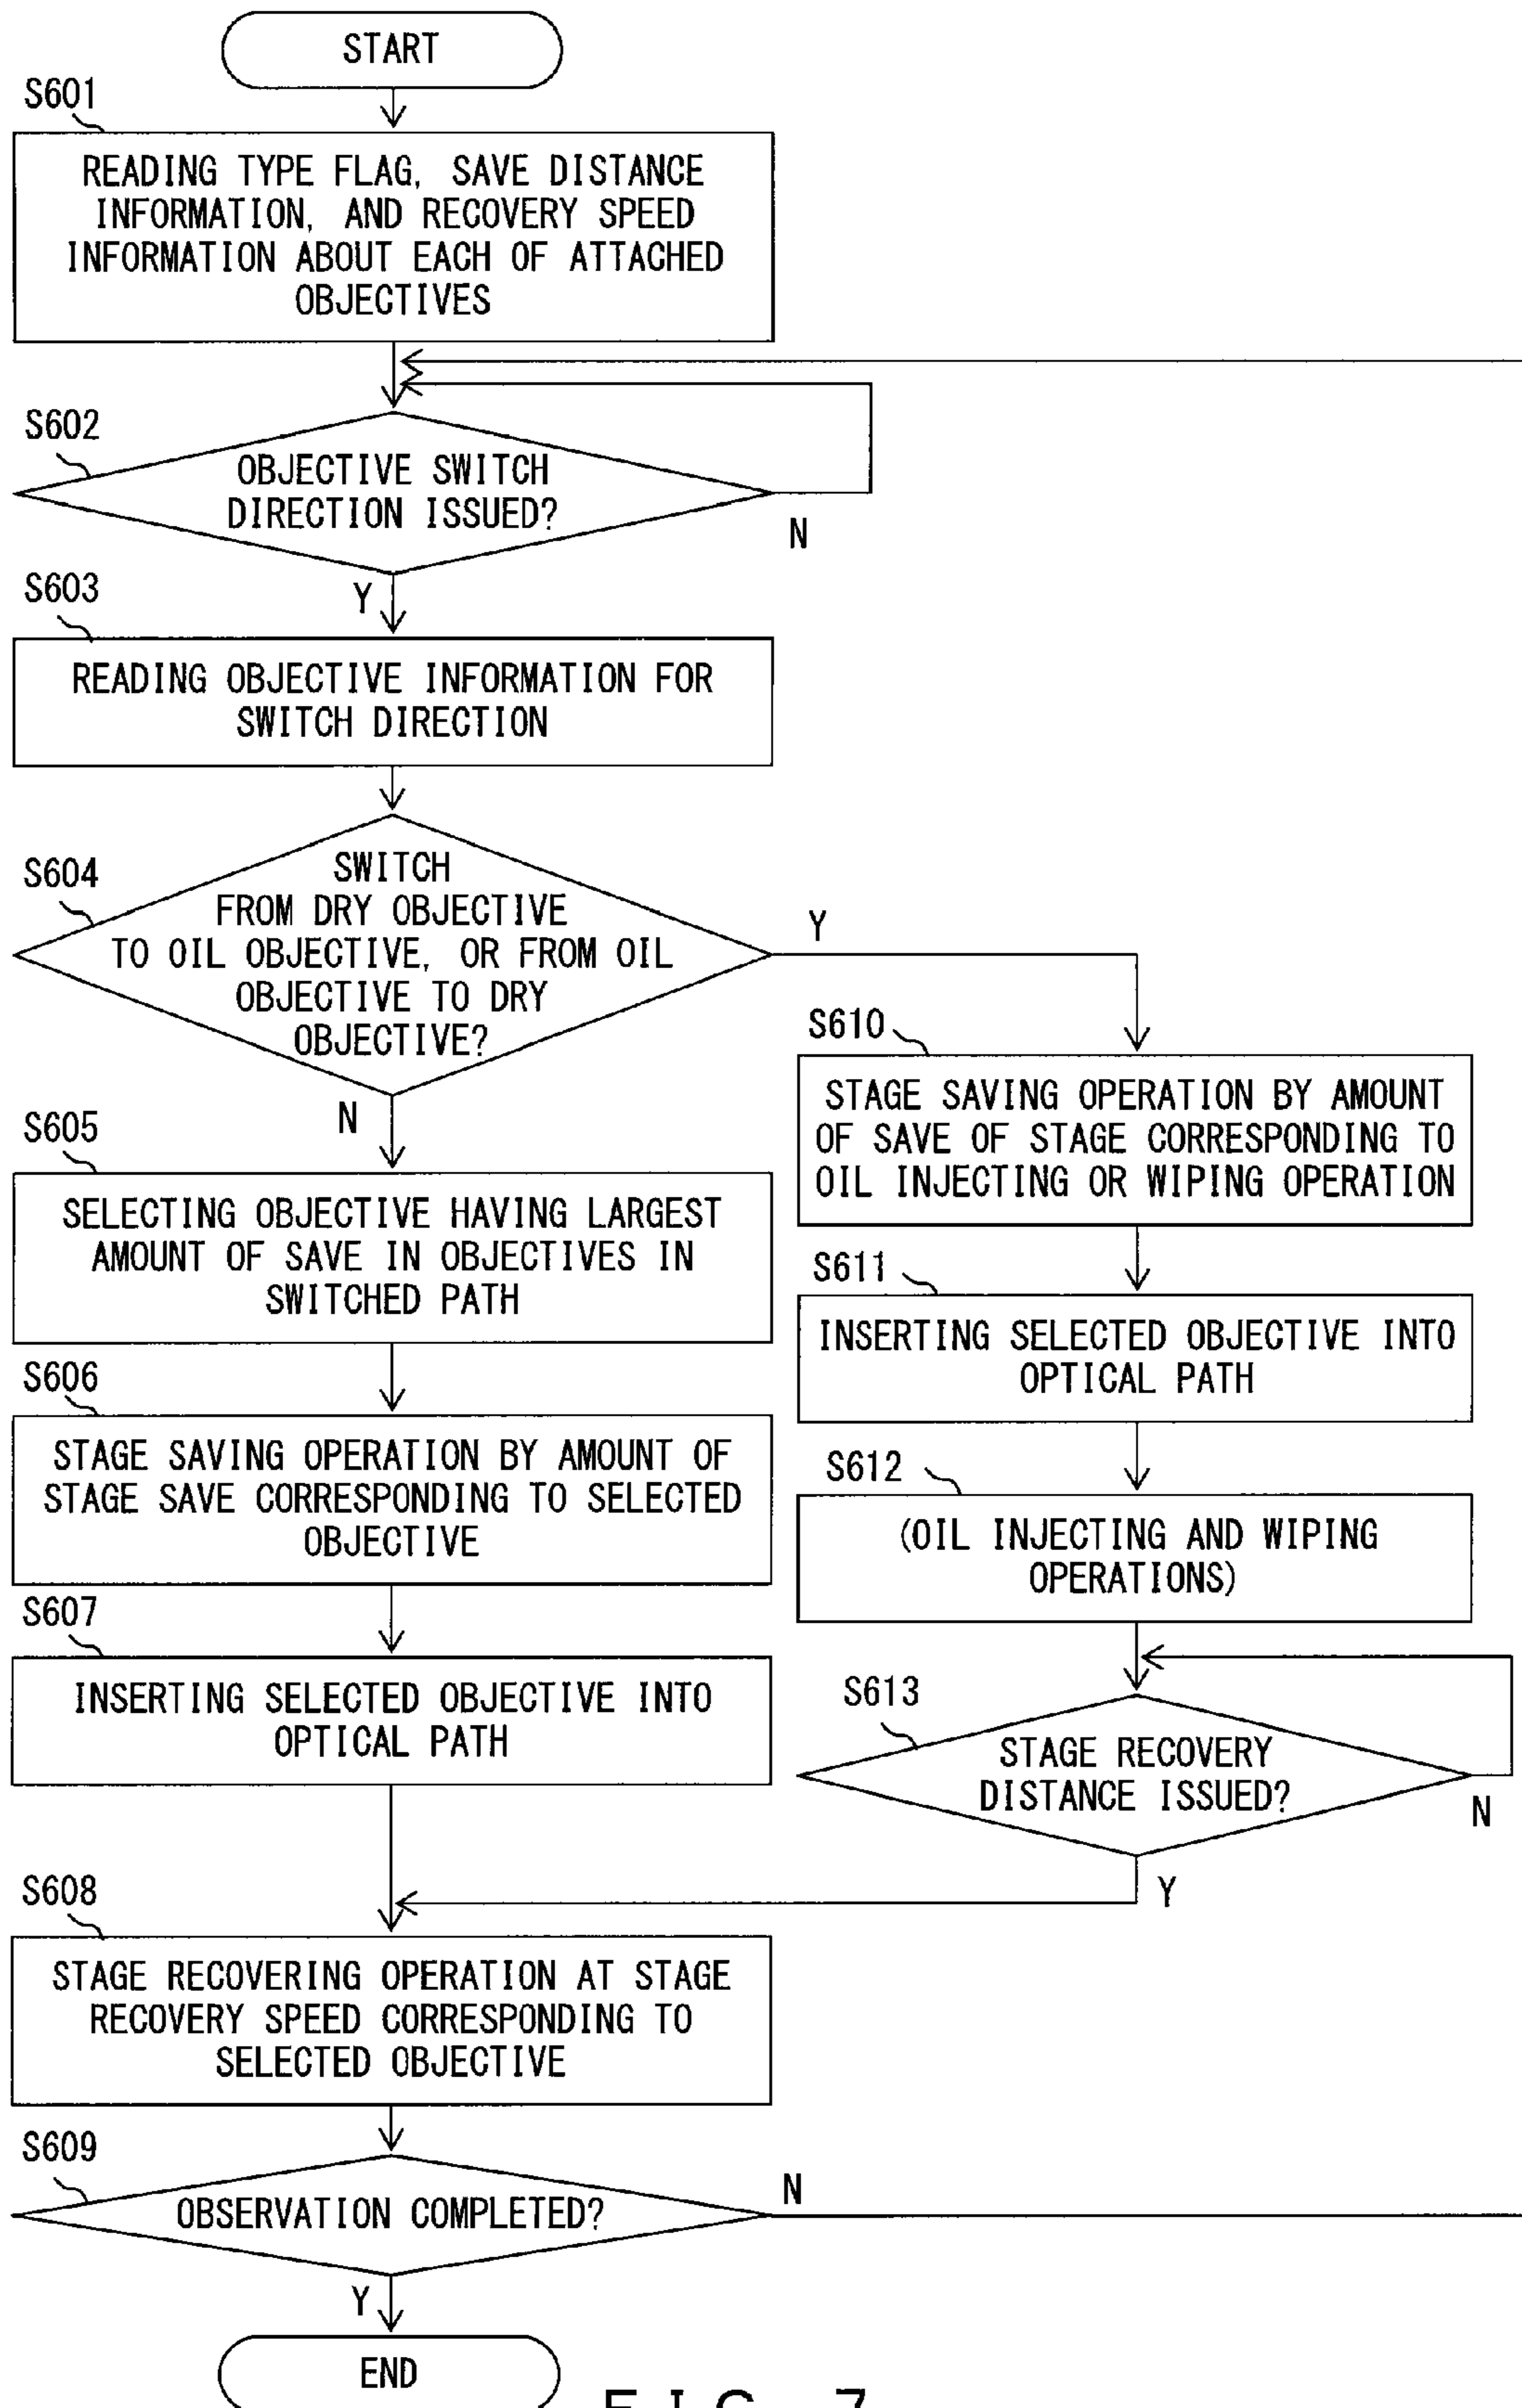 START
S601
READING TYPE FLAG, SAVE DISTANCE
INFORMATION, AND RECOVERY SPEED
INFORMATION ABOUT EACH OF ATTACHED
OBJECTIVES
S602
OBJECTIVE SWITCH
DIRECTION ISSUED?
N
Y
S603
READING OBJECTIVE INFORMATION FOR
SWITCH DIRECTION
S604
SWITCH
FROM DRY OBJECTIVE
TO OIL OBJECTIVE, OR FROM OIL
OBJECTIVE TO DRY
OBJECTIVE?
Y
N
S605
SELECTING OBJECTIVE HAVING LARGEST
AMOUNT OF SAVE IN OBJECTIVES IN
SWITCHED PATH
S606
STAGE SAVING OPERATION BY AMOUNT OF
STAGE SAVE CORRESPONDING TO SELECTED
OBJECTIVE
S607
INSERTING SELECTED OBJECTIVE INTO
OPTICAL PATH
S610
STAGE SAVING OPERATION BY AMOUNT
OF SAVE OF STAGE CORRESPONDING TO
OIL INJECTING OR WIPING OPERATION
S611
INSERTING SELECTED OBJECTIVE INTO
OPTICAL PATH
S612
(OIL INJECTING AND WIPING
OPERATIONS)
S613
STAGE RECOVERY
DISTANCE ISSUED?
N
Y
S608
STAGE RECOVERING OPERATION AT STAGE
RECOVERY SPEED CORRESPONDING TO
SELECTED OBJECTIVE
S609
OBSERVATION COMPLETED?
N
Y
END
FIG. 7